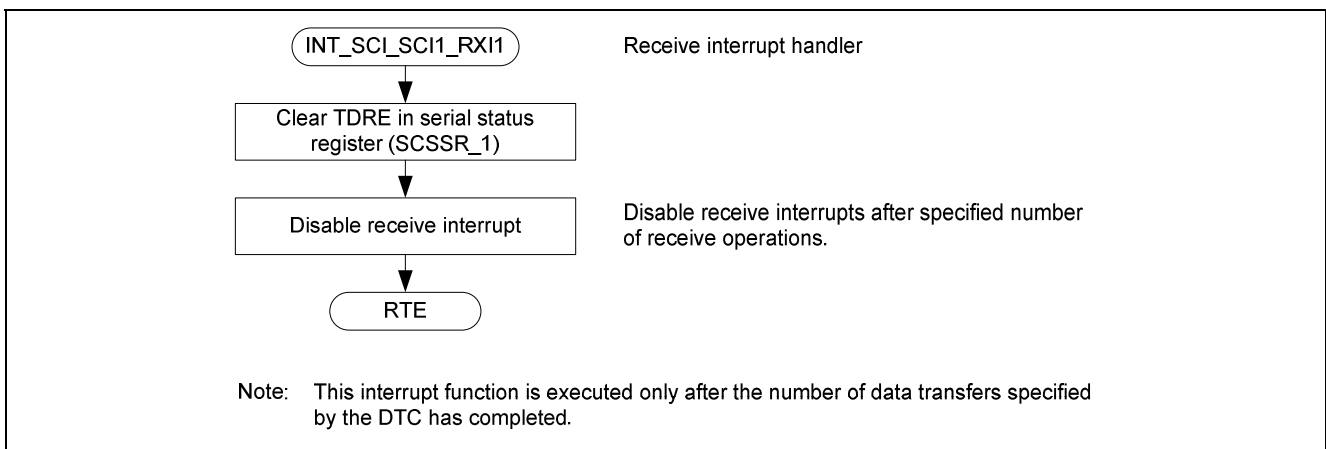 INT_SCI_SCI1_RXI1
Receive interrupt handler
Clear TDRE in serial status
register (SCSSR_1)
Disable receive interrupt
Disable receive interrupts after specified number
of receive operations.
RTE
Note: This interrupt function is executed only after the number of data transfers specified
by the DTC has completed.